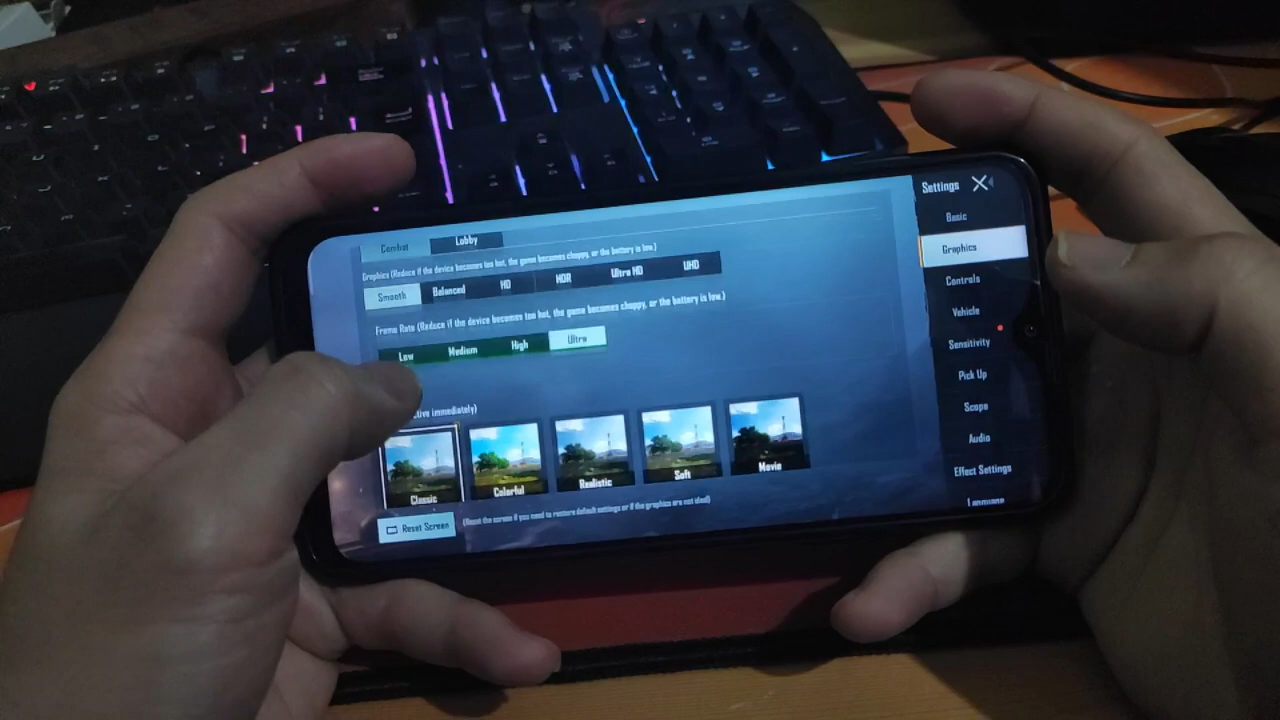 Settings
Basic
Graphics
Controls
Vehicle
Sensitivity
Pick Up
Scope
Audio
Effect Settings
Language
Combat Lobby
Graphics (Reduce if the device becomes too hot, the game becomes choppy, or the battery is low.)
Smooth Balanced HD HDR Ultra HD UHD
Frame Rate (Reduce if the device becomes too hot, the game becomes choppy, or the battery is low.)
Low Medium High Ultra
immediately)
Classic Colorful Realistic Soft Movie
Reset Screen (Reset the screen if you need to restore default settings or if the graphics are not ideal)